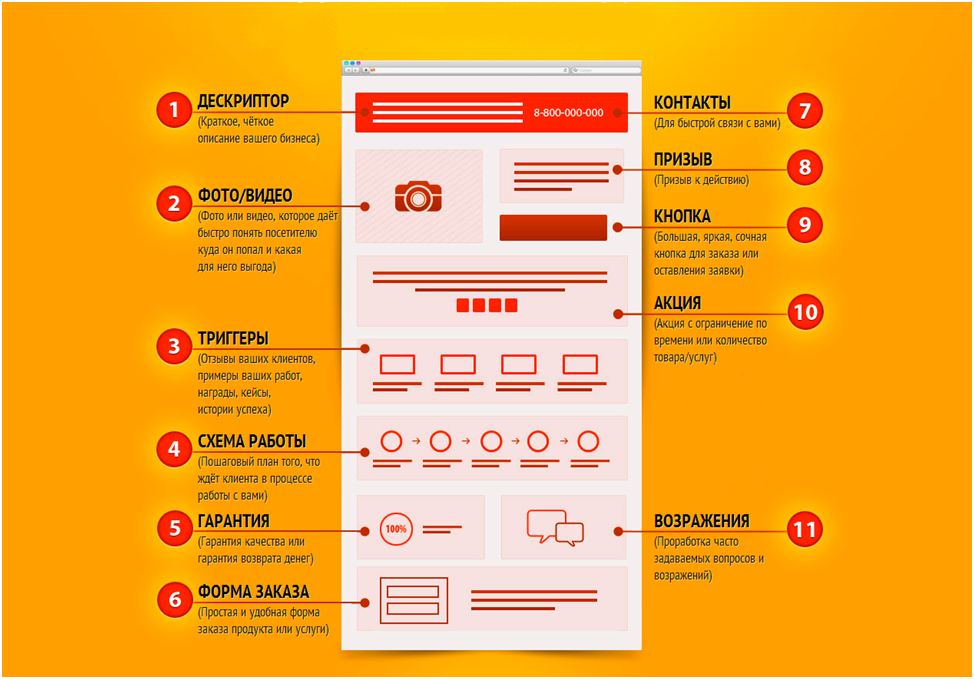 1
ДЕСКРИПТОР
(Краткое, чёткое
описание вашего бизнеса)
2
ФОТО/ВИДЕО
(Фото или видео, которое даёт
быстро понять посетителю
куда он попал и какая
для него выгода)
3
ТРИГГЕРЫ
(Отзывы ваших клиентов,
примеры ваших работ,
награды, кейсы,
истории успеха)
4
СХЕМА РАБОТЫ
(Пошаговый план того, что
ждёт клиента в процессе
работы с вами)
5
ГАРАНТИЯ
(Гарантия качества или
гарантия возврата денег)
6
ФОРМА ЗАКАЗА
(Простая и удобная форма
заказа продукта или услуги)
8-800-000-000
100%
7
КОНТАКТЫ
(Для быстрой связи с вами)
8
ПРИЗЫВ
(Призыв к действию)
9
КНОПКА
(Большая, яркая, сочная
кнопка для заказа или
оставления заявки)
10
АКЦИЯ
(Акция с ограничение по
времени или количество
товара/услуг)
11
ВОЗРАЖЕНИЯ
(Проработка часто
задаваемых вопросов и
возражений)